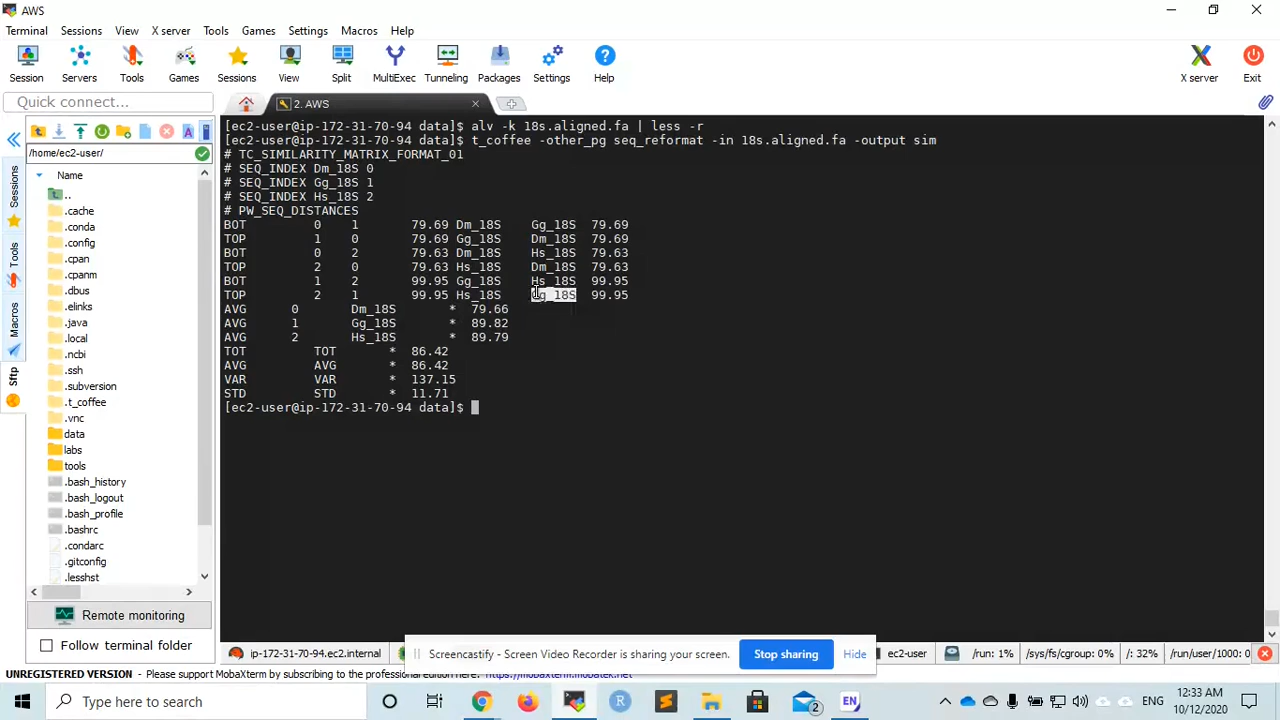 AWS
Terminal Sessions View X server Tools Games Settings Macros Help
Session Servers Tools Games Sessions View Split MultiExec Tunneling Packages Settings Help X server Exit
Quick connect...
2. AWS
/home/ec2-user/
Name
..
.cache
.conda
.config
.cpan
.cpanm
.dbus
.elinks
.java
.local
.ncbi
.ssh
.subversion
.t_coffee
.vnc
data
labs
tools
.bash_history
.bash_logout
.bash_profile
.bashrc
.condarc
.gitconfig
.lesshst
Sessions
Tools
Macros
Sftp
Remote monitoring
Follow terminal folder
[ec2-user@ip-172-31-70-94 data]$ alv -k 18s.aligned.fa | less -r
[ec2-user@ip-172-31-70-94 data]$ t_coffee -other_pg seq_reformat -in 18s.aligned.fa -output sim
# TC_SIMILARITY_MATRIX_FORMAT_01
# SEQ_INDEX Dm_18S 0
# SEQ_INDEX Gg_18S 1
# SEQ_INDEX Hs_18S 2
# PW_SEQ_DISTANCES
BOT 0 1 79.69 Dm_18S Gg_18S 79.69
TOP 1 0 79.69 Gg_18S Dm_18S 79.69
BOT 0 2 79.63 Dm_18S Hs_18S 79.63
TOP 2 0 79.63 Hs_18S Dm_18S 79.63
BOT 1 2 99.95 Gg_18S Hs_18S 99.95
TOP 2 1 99.95 Hs_18S Gg_18S 99.95
AVG 0 Dm_18S * 79.66
AVG 1 Gg_18S * 89.82
AVG 2 Hs_18S * 89.79
TOT TOT * 86.42
AVG AVG * 86.42
VAR VAR * 137.15
STD STD * 11.71
[ec2-user@ip-172-31-70-94 data]$
Screencastify - Screen Video Recorder is sharing your screen. Stop sharing Hide
ip-172-31-70-94.ec2.internal ec2-user /run: 1% /sys/fs/cgroup: 0% /: 32% /run/user/1000: 0
UNREGISTERED VERSION - Please support MobaXterm by subscribing to the professional edition here: https://mobaxterm.mobatek.net
Type here to search
2
EN
ENG
12:33 AM
10/12/2020